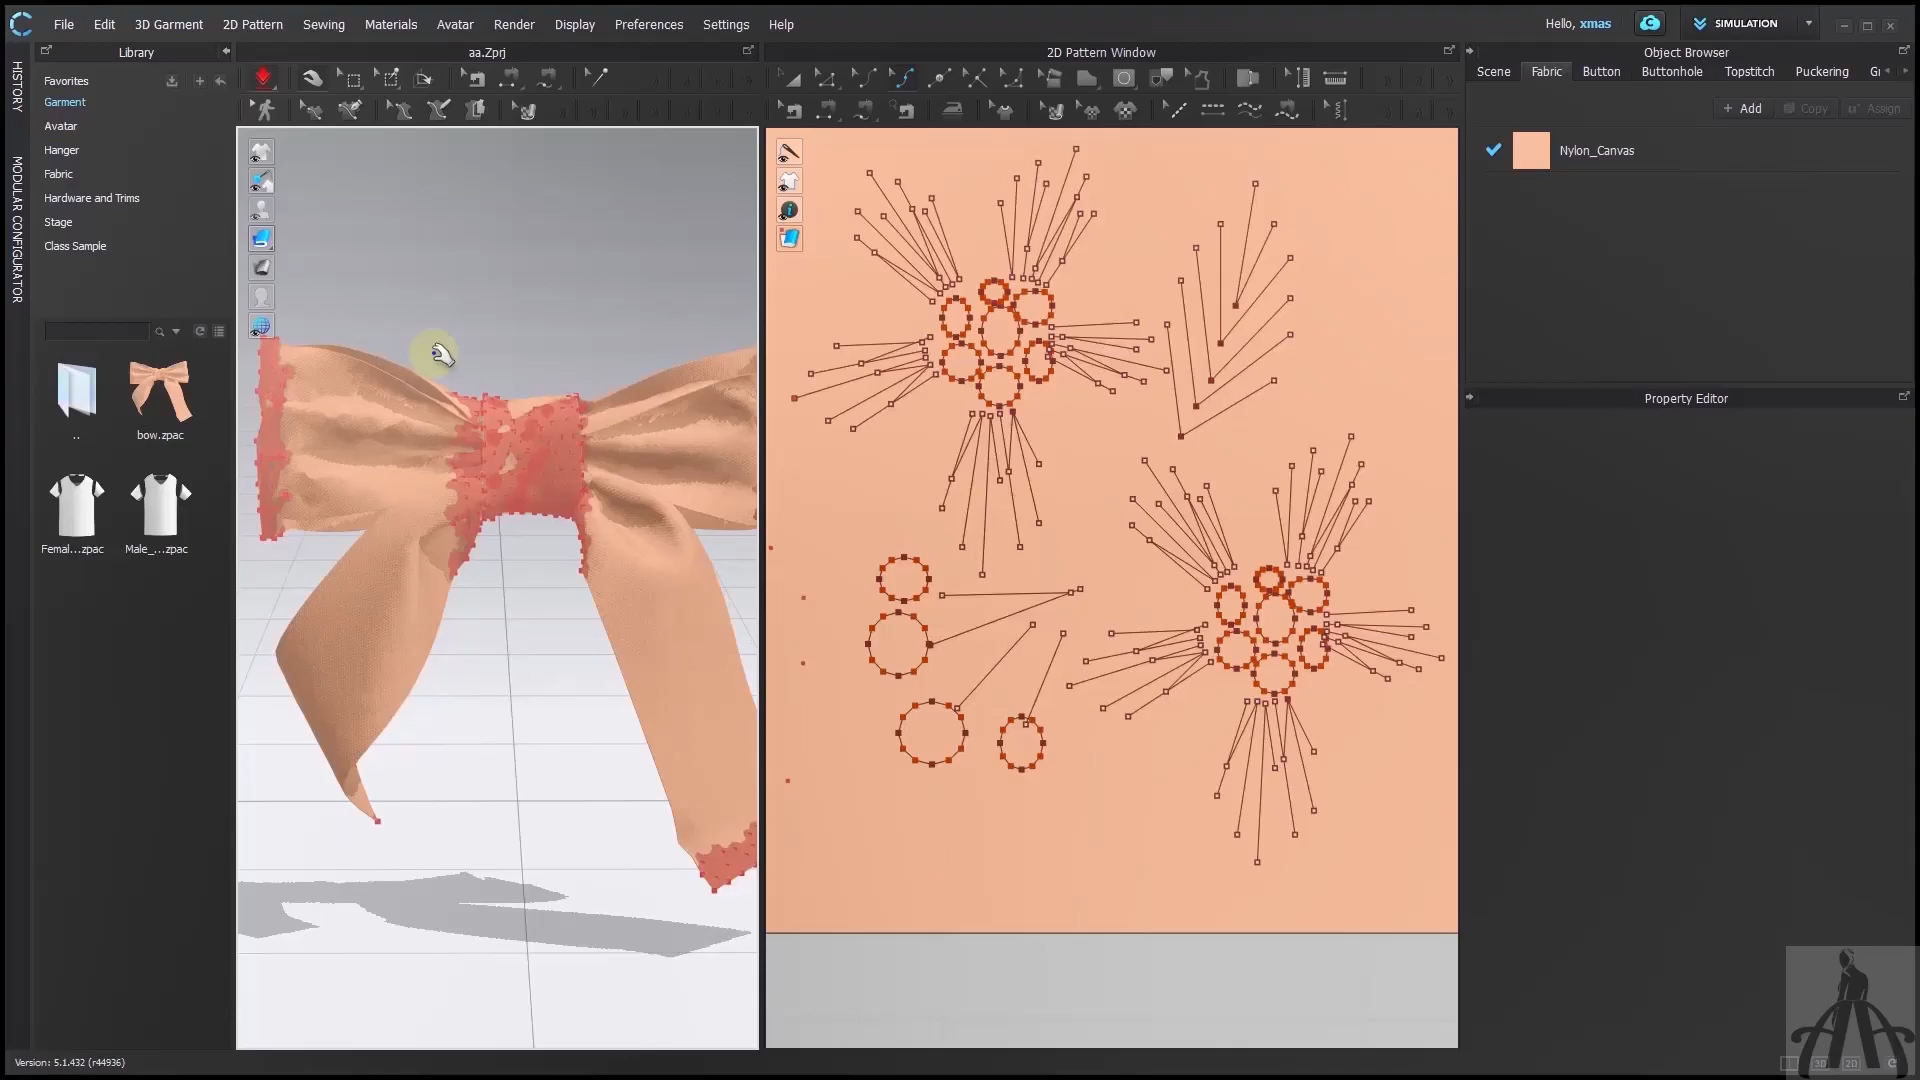 File Edit 3D Garment 2D Pattern Sewing Materials Avatar Render Display Preferences Settings Help
Hello, xmas SIMULATION
Library
aa.Zprj
2D Pattern Window
Object Browser
HISTORY
MODULAR CONFIGURATOR
Favorites
Garment
Avatar
Hanger
Fabric
Hardware and Trims
Stage
Class Sample
..
bow.zpac
Femal...zpac
Male_...zpac
Scene Fabric Button Buttonhole Topstitch Puckering Gr
+ Add Copy Assign
Nylon_Canvas
Property Editor
Version: 5.1.432 (r44936)
3D 2D